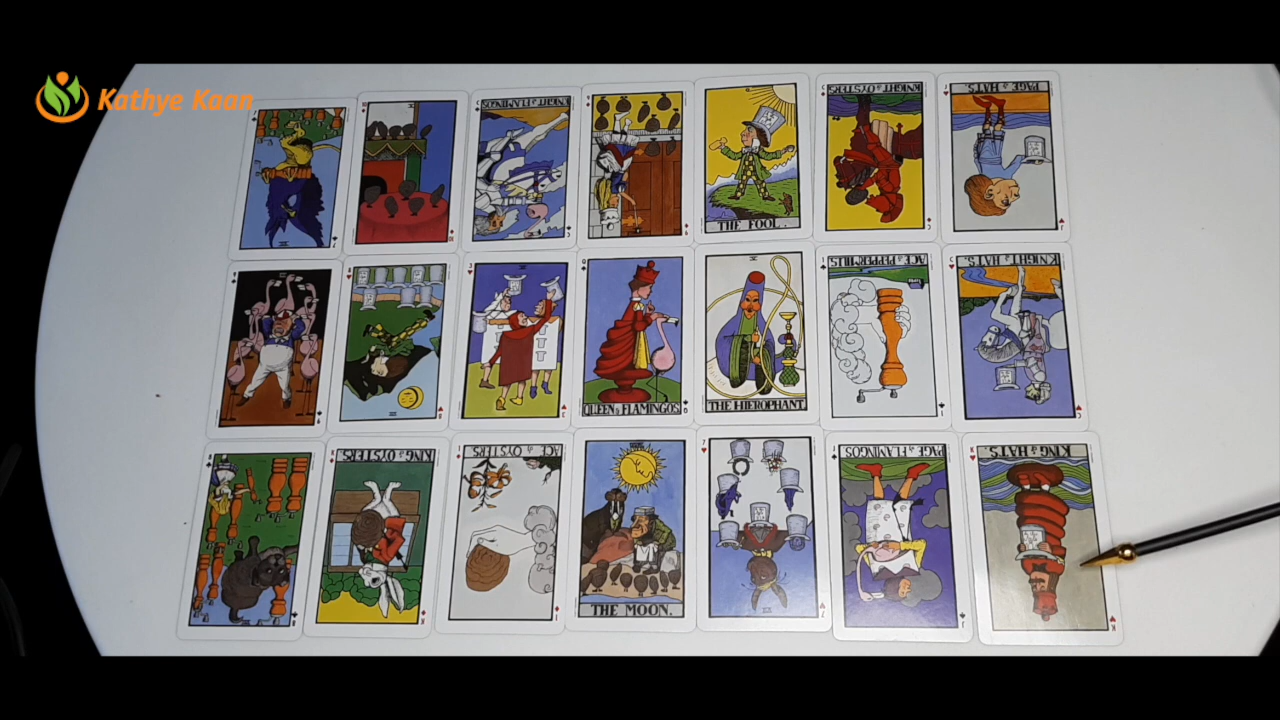 Kathye Kaan
KNIGHT of FLAMINGOS
THE FOOL.
KNIGHT of OYSTERS
PAGE of HATS
QUEEN of FLAMINGOS
THE HIEROPHANT
ACE of PEPPERMILLS
KNIGHT of HATS
KING of OYSTERS
ACE of OYSTERS
THE MOON.
PAGE of FLAMINGOS
KING of HATS